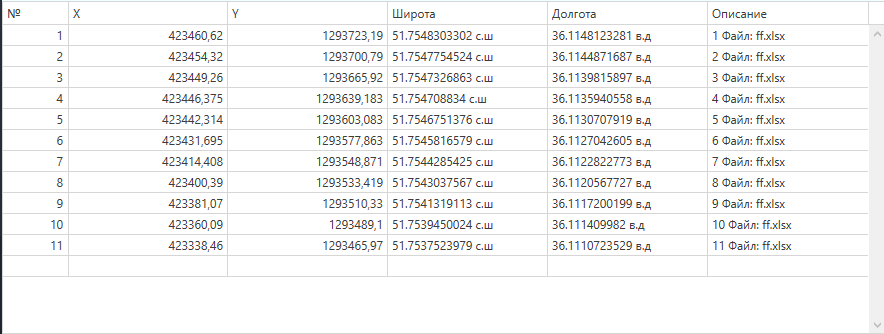 № X Y Широта Долгота Описание
1 423460,62 1293723,19 51.7548303302 с.ш 36.1148123281 в.д 1 Файл: ff.xlsx
2 423454,32 1293700,79 51.7547754524 с.ш 36.1144871687 в.д 2 Файл: ff.xlsx
3 423449,26 1293665,92 51.7547326863 с.ш 36.1139815897 в.д 3 Файл: ff.xlsx
4 423446,375 1293639,183 51.754708834 с.ш 36.1135940558 в.д 4 Файл: ff.xlsx
5 423442,314 1293603,083 51.7546751376 с.ш 36.1130707919 в.д 5 Файл: ff.xlsx
6 423431,695 1293577,863 51.7545816579 с.ш 36.1127042605 в.д 6 Файл: ff.xlsx
7 423414,408 1293548,871 51.7544285425 с.ш 36.1122822773 в.д 7 Файл: ff.xlsx
8 423400,39 1293533,419 51.7543037567 с.ш 36.1120567727 в.д 8 Файл: ff.xlsx
9 423381,07 1293510,33 51.7541319113 с.ш 36.1117200199 в.д 9 Файл: ff.xlsx
10 423360,09 1293489,1 51.7539450024 с.ш 36.111409982 в.д 10 Файл: ff.xlsx
11 423338,46 1293465,97 51.7537523979 с.ш 36.1110723529 в.д 11 Файл: ff.xlsx